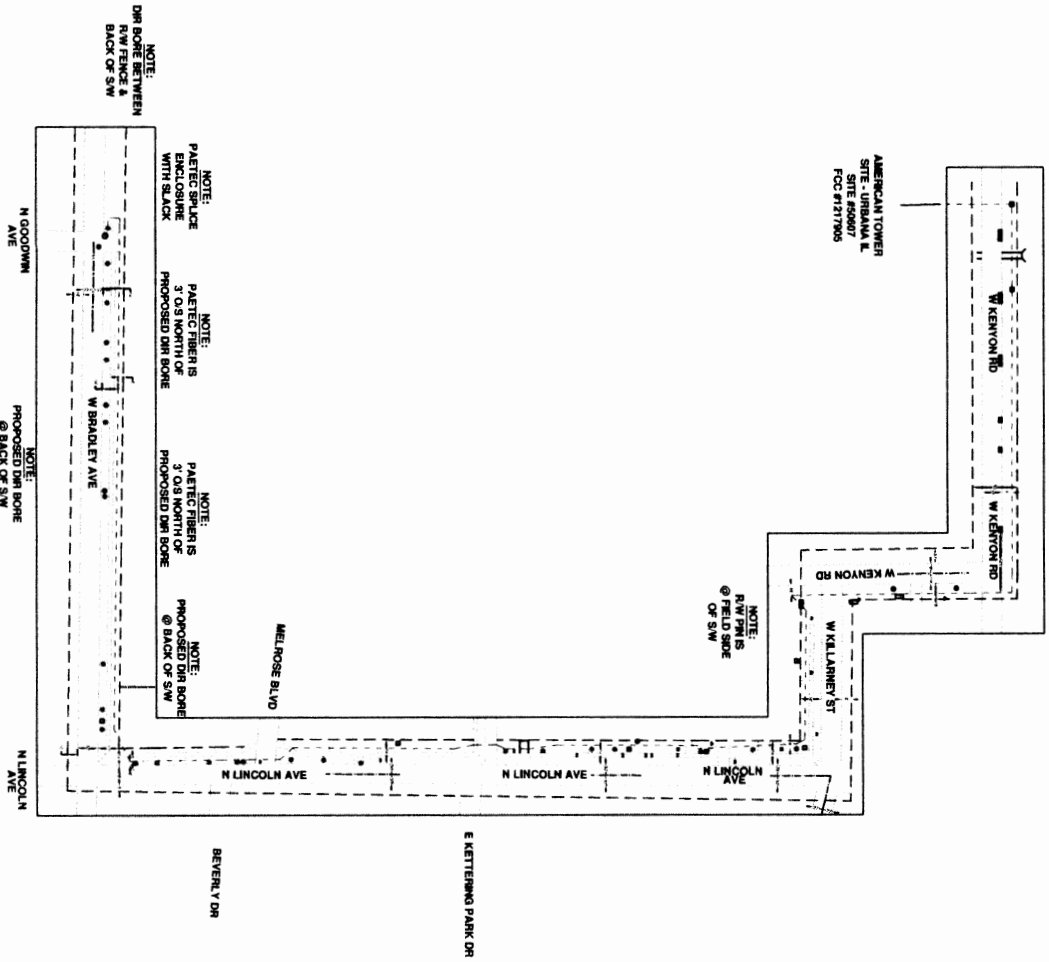 AMERICAN TOWER
SITE - URBANA IL
SITE #50607
FCC #1217905
W KENYON RD
W KENYON RD
W KENYON RD
W KILLARNEY ST
NOTE:
R/W PIN IS
@ FIELD SIDE
OF S/W
N LINCOLN
AVE
N LINCOLN AVE
N LINCOLN AVE
E KETTERING PARK DR
MELROSE BLVD
BEVERLY DR
NOTE:
DIR BORE BETWEEN
R/W FENCE &
BACK OF S/W
NOTE:
PAETEC SPLICE
ENCLOSURE
WITH SLACK
NOTE:
PAETEC FIBER IS
3' O/S NORTH OF
PROPOSED DIR BORE
NOTE:
PAETEC FIBER IS
3' O/S NORTH OF
PROPOSED DIR BORE
NOTE:
PROPOSED DIR BORE
@ BACK OF S/W
W BRADLEY AVE
N GOODWIN
AVE
NOTE:
PROPOSED DIR BORE
@ BACK OF S/W
N LINCOLN
AVE